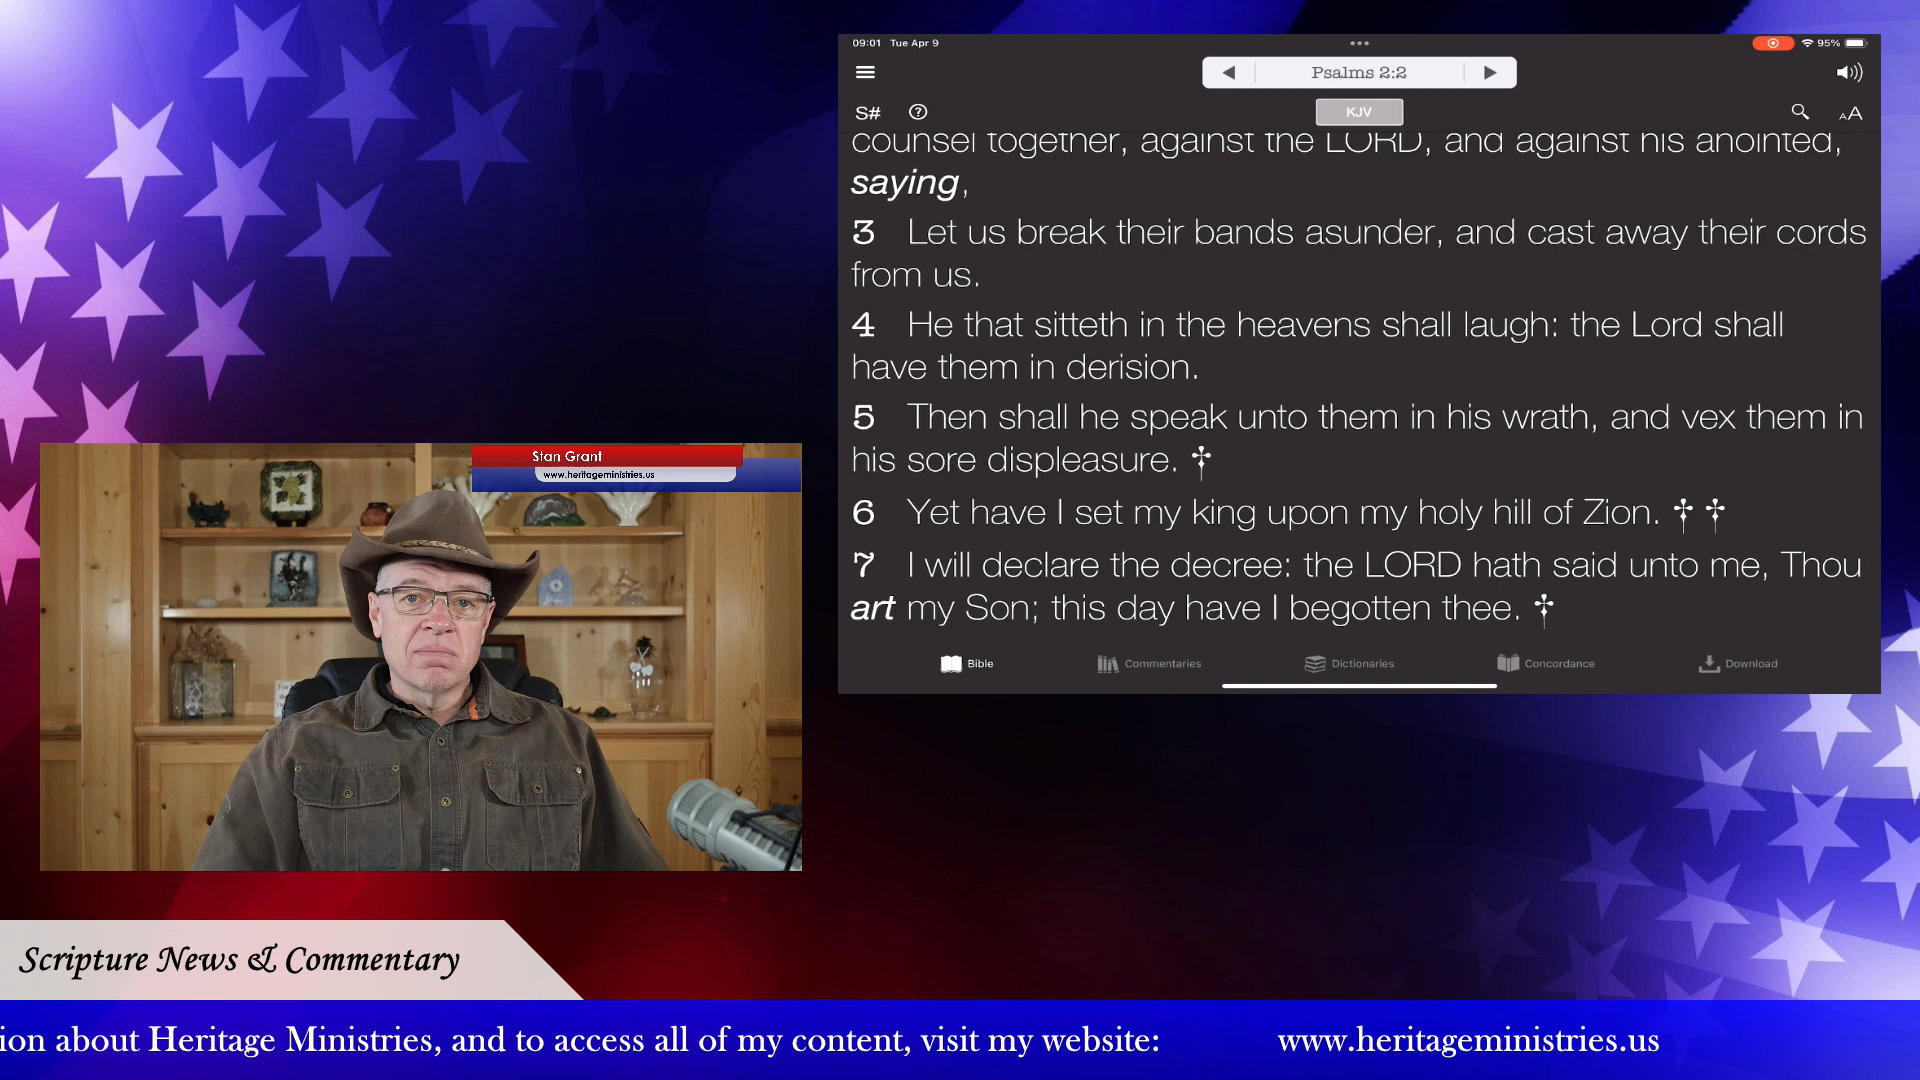 09:01 Tue Apr 9
95%
Psalms 2:2
S#
KJV
AA
counsel together, against the LORD, and against his anointed,
saying,
3 Let us break their bands asunder, and cast away their cords
from us.
4 He that sitteth in the heavens shall laugh: the Lord shall
have them in derision.
5 Then shall he speak unto them in his wrath, and vex them in
his sore displeasure. †
6 Yet have I set my king upon my holy hill of Zion. † †
7 I will declare the decree: the LORD hath said unto me, Thou
art my Son; this day have I begotten thee. †
Bible Commentaries Dictionaries Concordance Download
Stan Grant
www.heritageministries.us
Scripture News & Commentary
ion about Heritage Ministries, and to access all of my content, visit my website: www.heritageministries.us